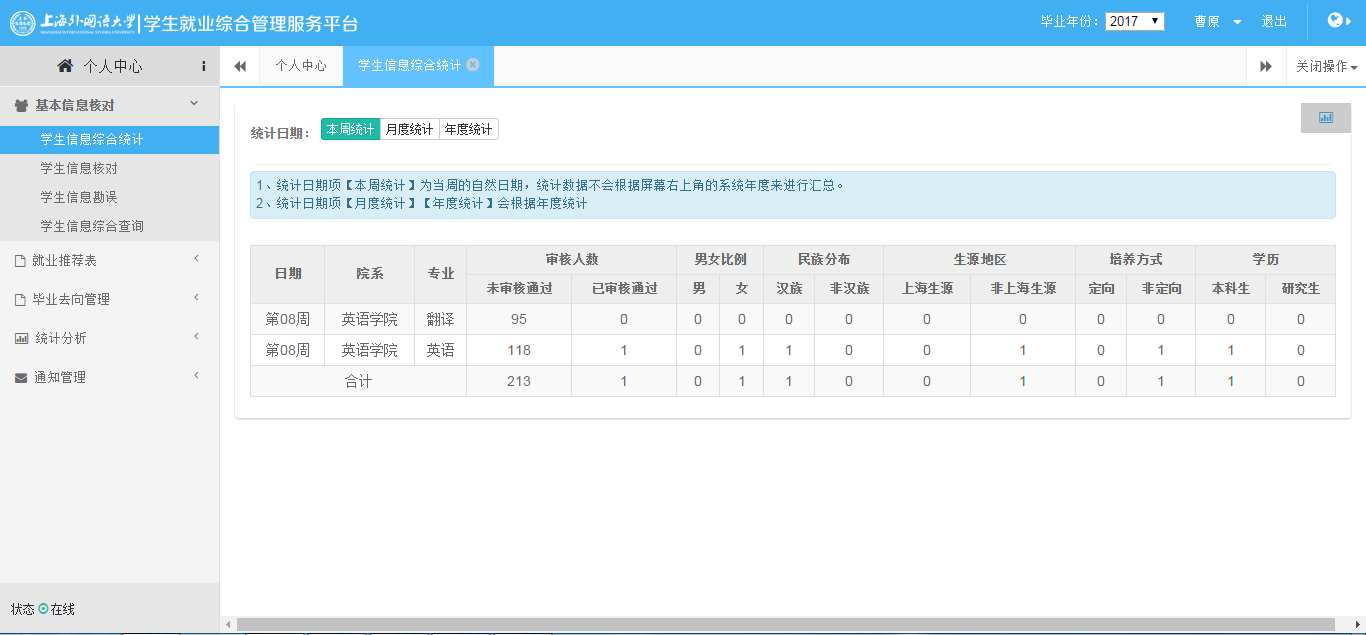 上海外国语大学 学生就业综合管理服务平台 毕业年份： 2017 曹原 退出
SHANGHAI INTERNATIONAL STUDIES UNIVERSITY
个人中心 个人中心 学生信息综合统计 关闭操作
基本信息核对
学生信息综合统计
学生信息核对
学生信息勘误
学生信息综合查询
就业推荐表
毕业去向管理
统计分析
通知管理
状态 在线
统计日期： 本周统计 月度统计 年度统计
1、统计日期项【本周统计】为当周的自然日期，统计数据不会根据屏幕右上角的系统年度来进行汇总。
2、统计日期项【月度统计】【年度统计】会根据年度统计
日期 院系 专业 审核人数 男女比例 民族分布 生源地区 培养方式 学历
未审核通过 已审核通过 男 女 汉族 非汉族 上海生源 非上海生源 定向 非定向 本科生 研究生
第08周 英语学院 翻译 95 0 0 0 0 0 0 0 0 0 0 0
第08周 英语学院 英语 118 1 0 1 1 0 0 1 0 1 1 0
合计 213 1 0 1 1 0 0 1 0 1 1 0